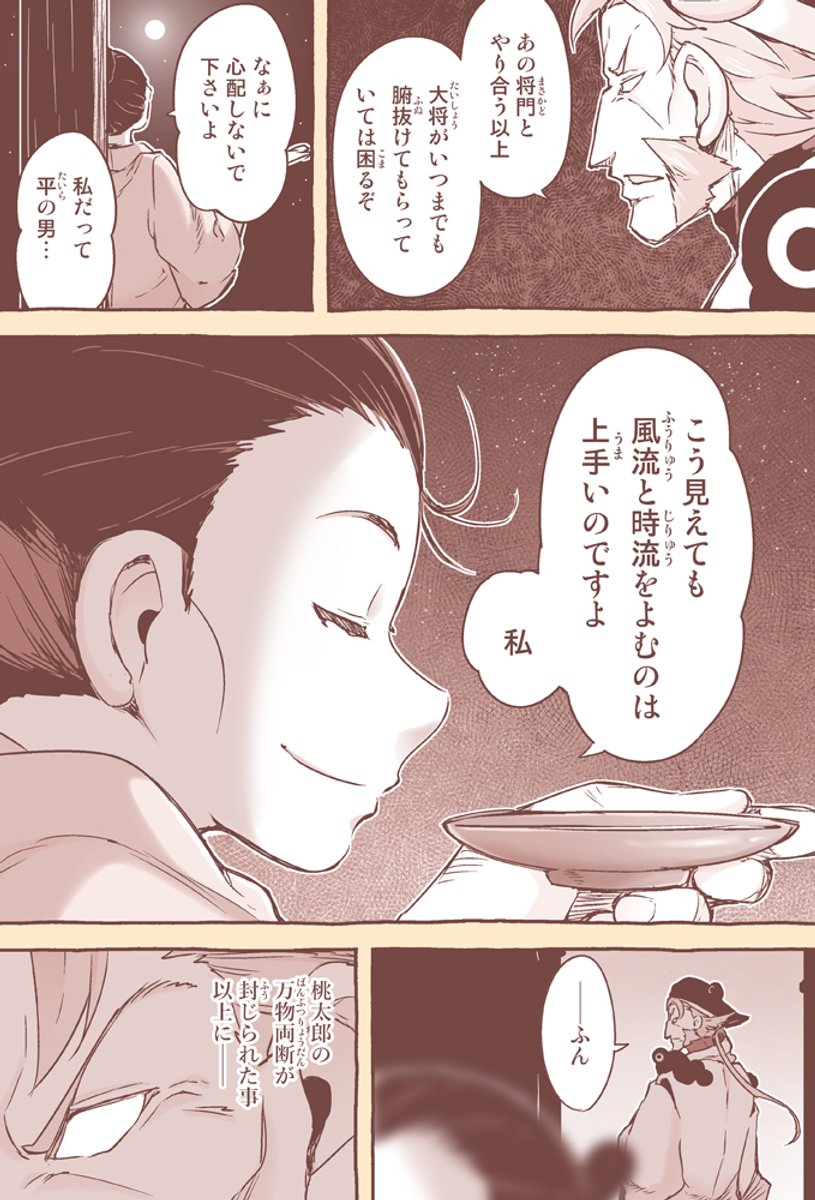 あの将門と
やり合う以上
大将がいつまでも
腑抜けてもらって
いては困るぞ
なぁに
心配しないで
下さいよ
私だって
平の男…
こう見えても
風流と時流をよむのは
上手いのですよ
私
――ふん
桃太郎の
万物両断が
封じられた事
以上に――